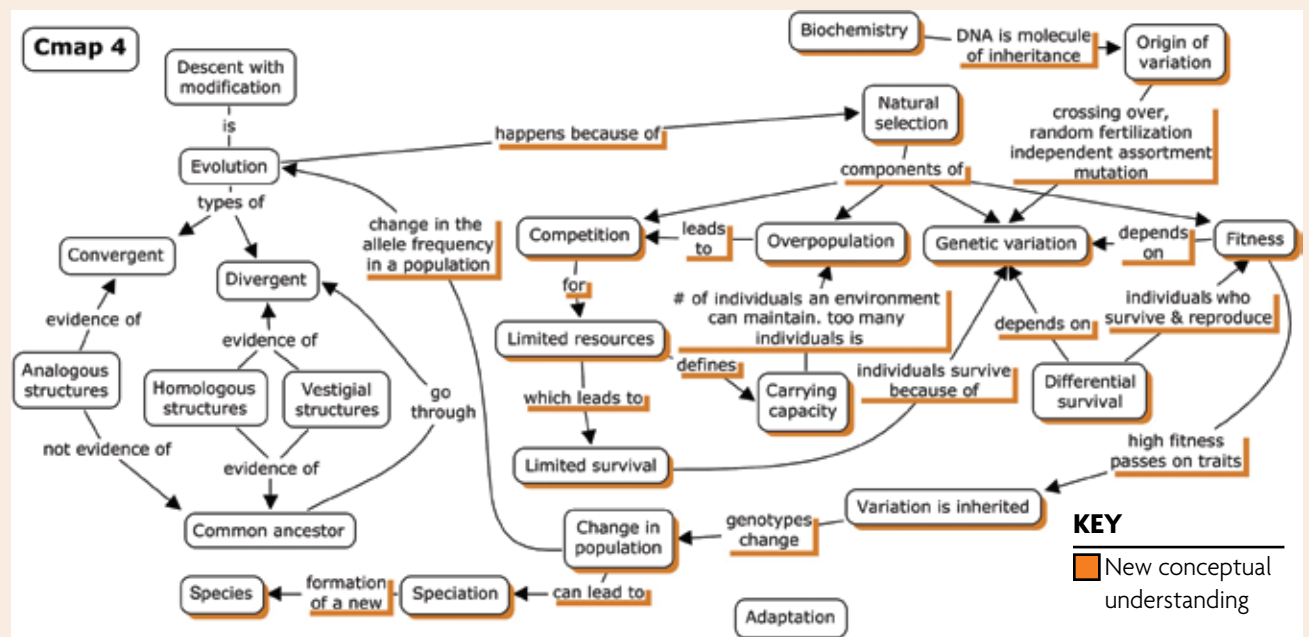 Cmap 4
Biochemistry
DNA is molecule
of inheritance
Origin of
variation
Descent with
modification
is
Evolution
happens because of
Natural
selection
crossing over,
random fertilization
independent assortment
mutation
components of
types of
Convergent
Divergent
change in the
allele frequency
in a population
Competition
leads
to
Overpopulation
Genetic variation
depends
on
Fitness
for
# of individuals an environment
can maintain. too many
individuals is
individuals who
survive & reproduce
depends on
evidence of
evidence of
Limited resources
defines
Carrying
capacity
individuals survive
because of
Differential
survival
Analogous
structures
Homologous
structures
Vestigial
structures
go
through
which leads to
not evidence of
evidence of
Limited survival
high fitness
passes on traits
Common ancestor
Change in
population
genotypes
change
Variation is inherited
Species
formation
of a new
Speciation
can lead to
Adaptation
KEY
New conceptual
understanding